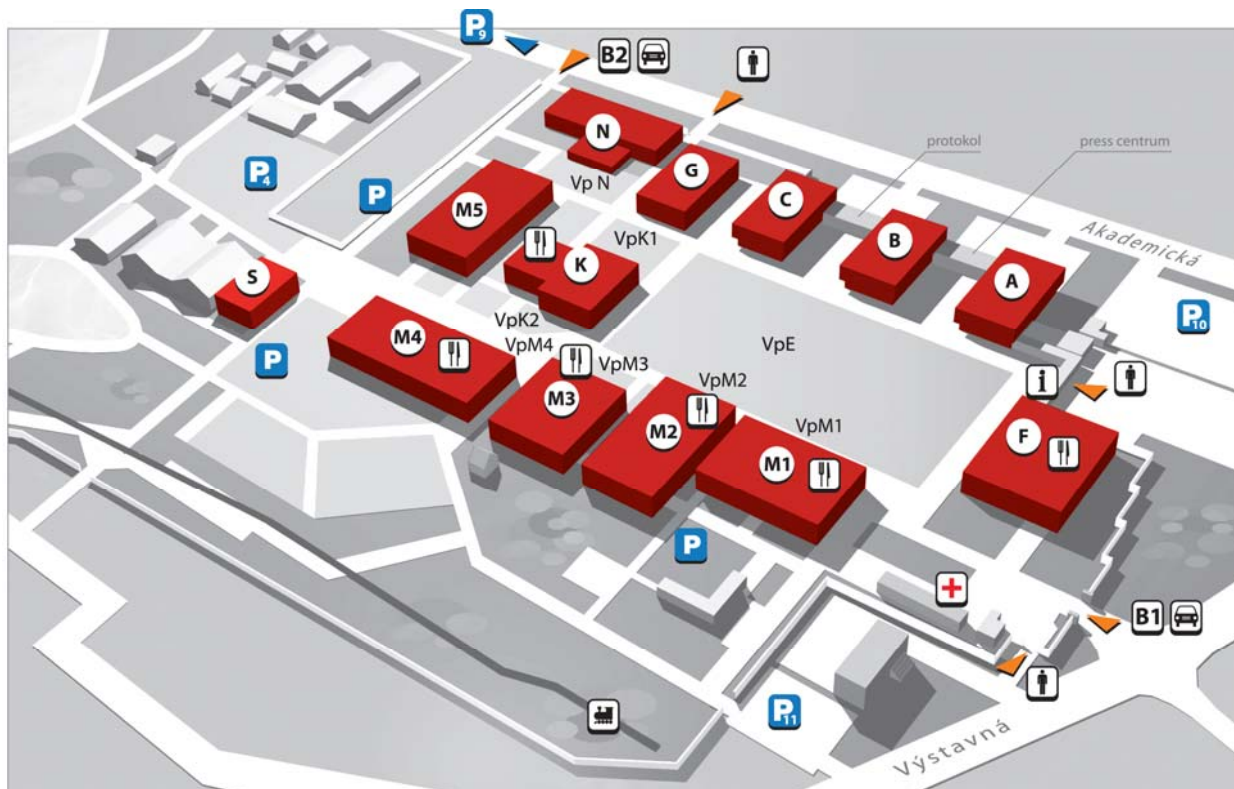 P9
B2
N
protokol
press centrum
G
P4
P
Vp N
C
M5
VpK1
B
Akademická
K
S
A
P10
VpK2
VpE
M4
VpM4
P
VpM3
i
VpM2
M3
VpM1
M2
F
M1
P
B1
P11
Výstavná